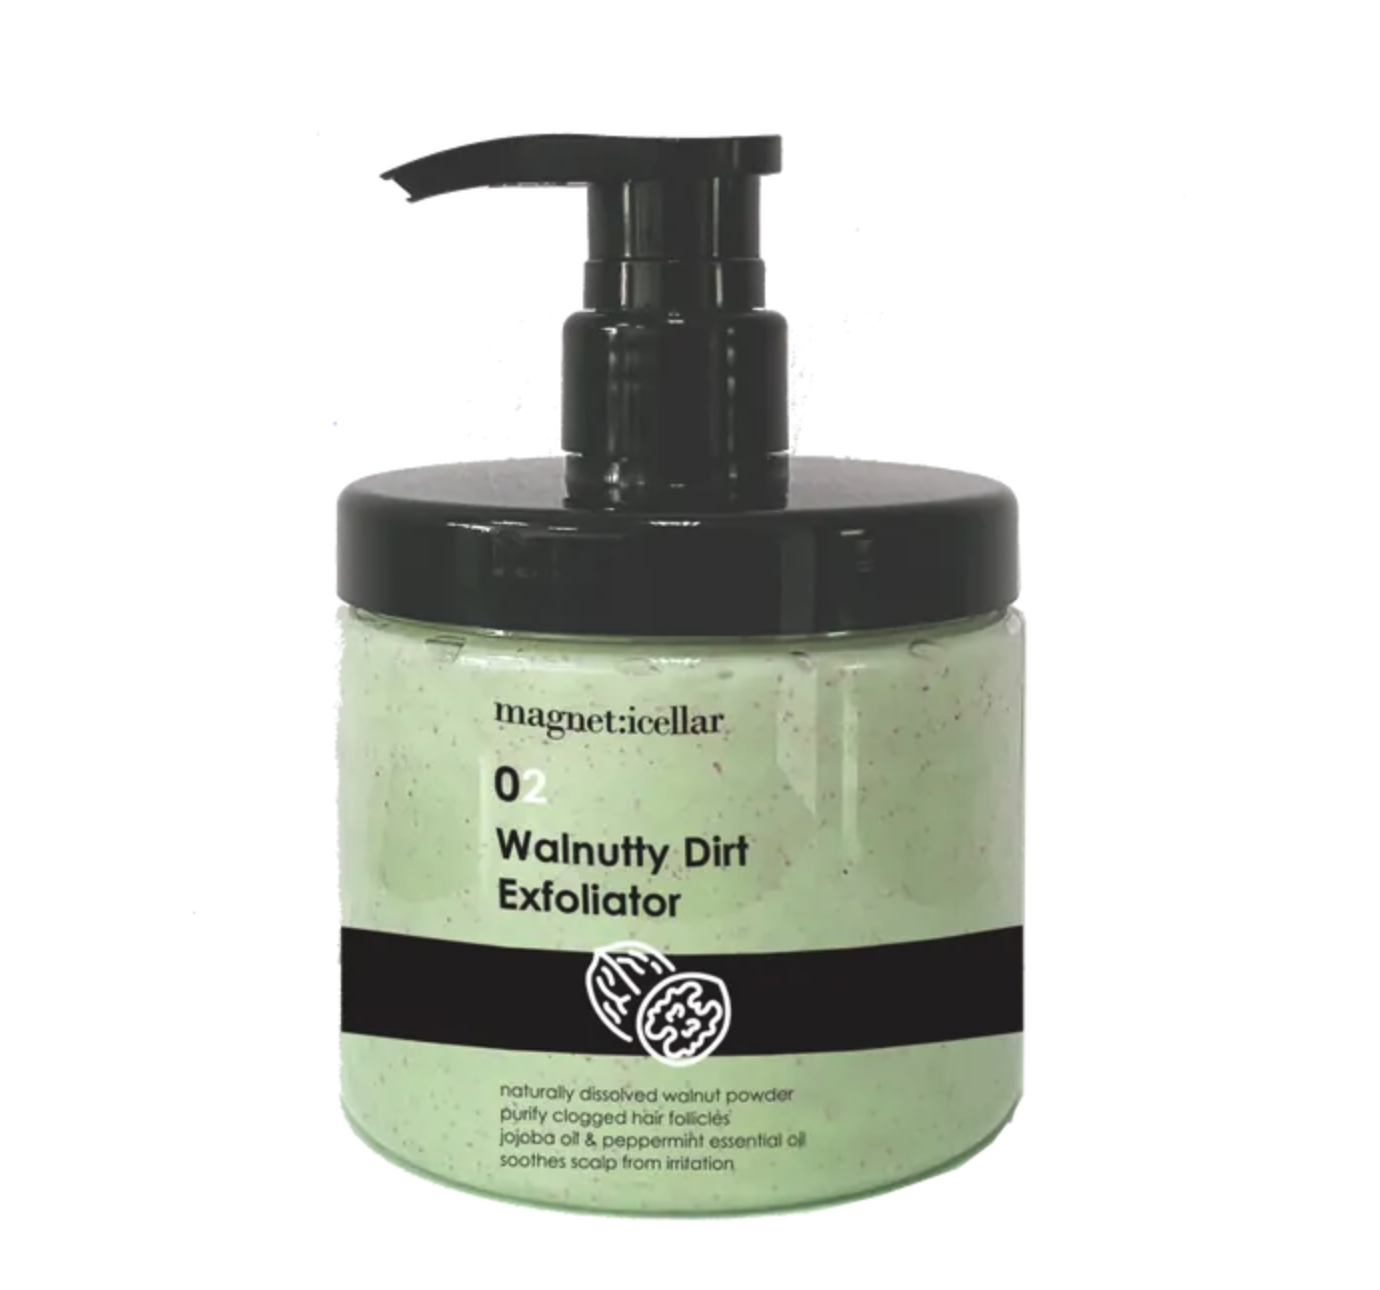 magnet:icellar
02
Walnutty Dirt
Exfoliator
naturally dissolved walnut powder
purify clogged hair follicles
jojoba oil & peppermint essential oil
soothes scalp from irritation